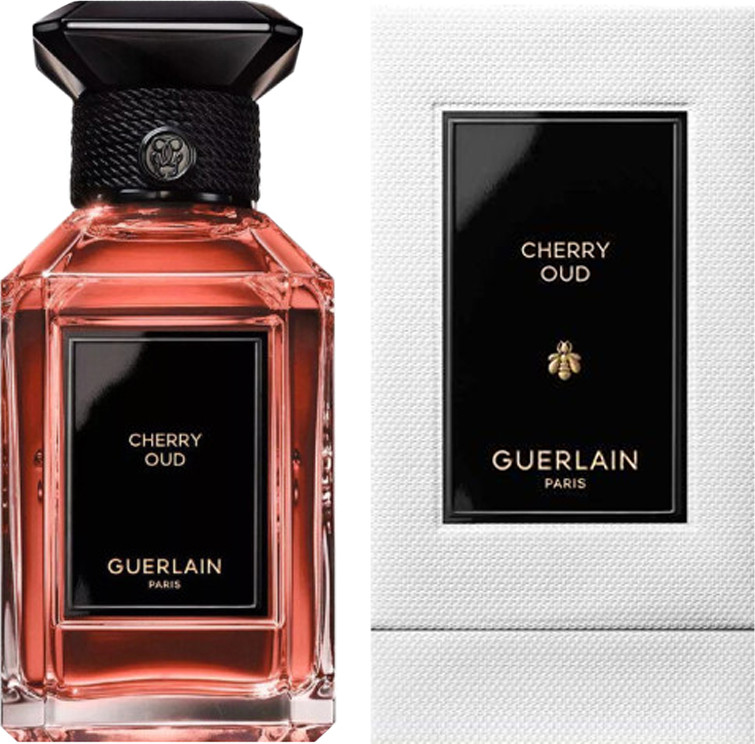 CHERRY
OUD
GUERLAIN
PARIS
CHERRY
OUD
GUERLAIN
PARIS